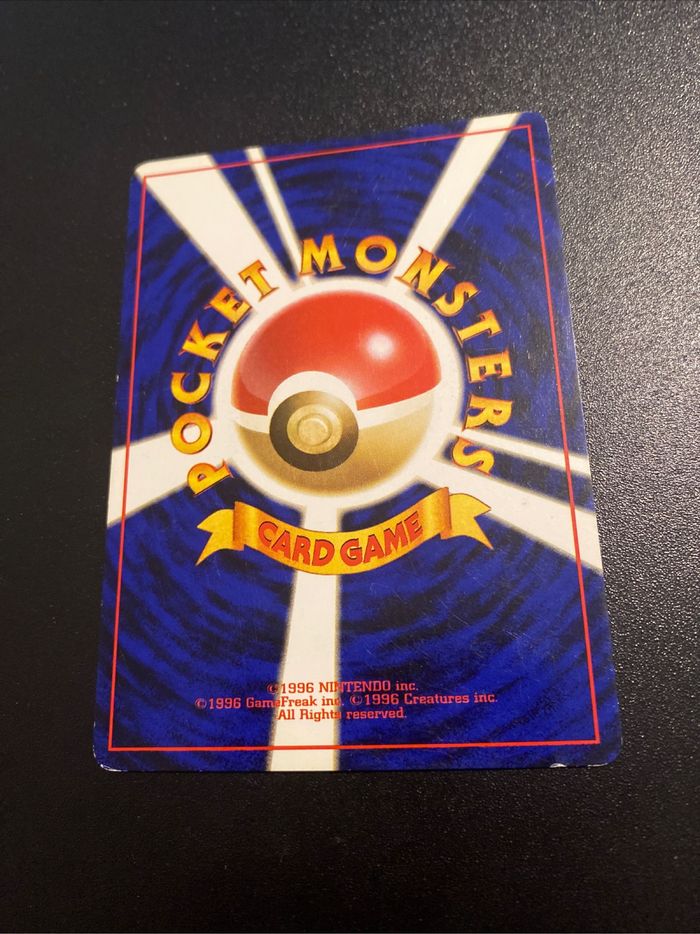 POCKET MONSTERS
CARD GAME
©1996 NINTENDO inc.
©1996 GameFreak inc. ©1996 Creatures inc.
All Rights reserved.